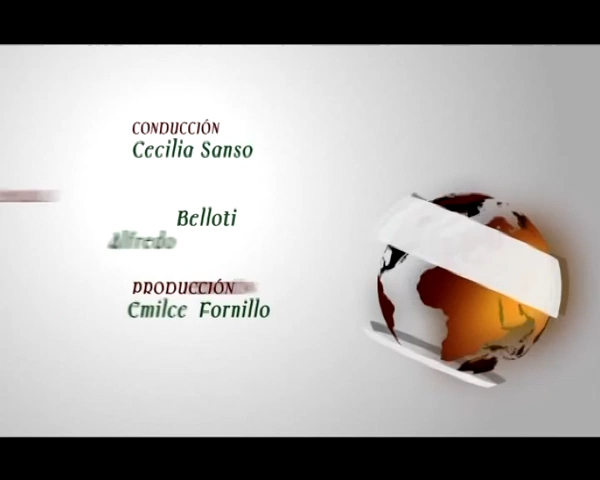 CONDUCCIÓN
Cecilia Sanso
Belloti
Alfredo
PRODUCCIÓN
Emilce Fornillo